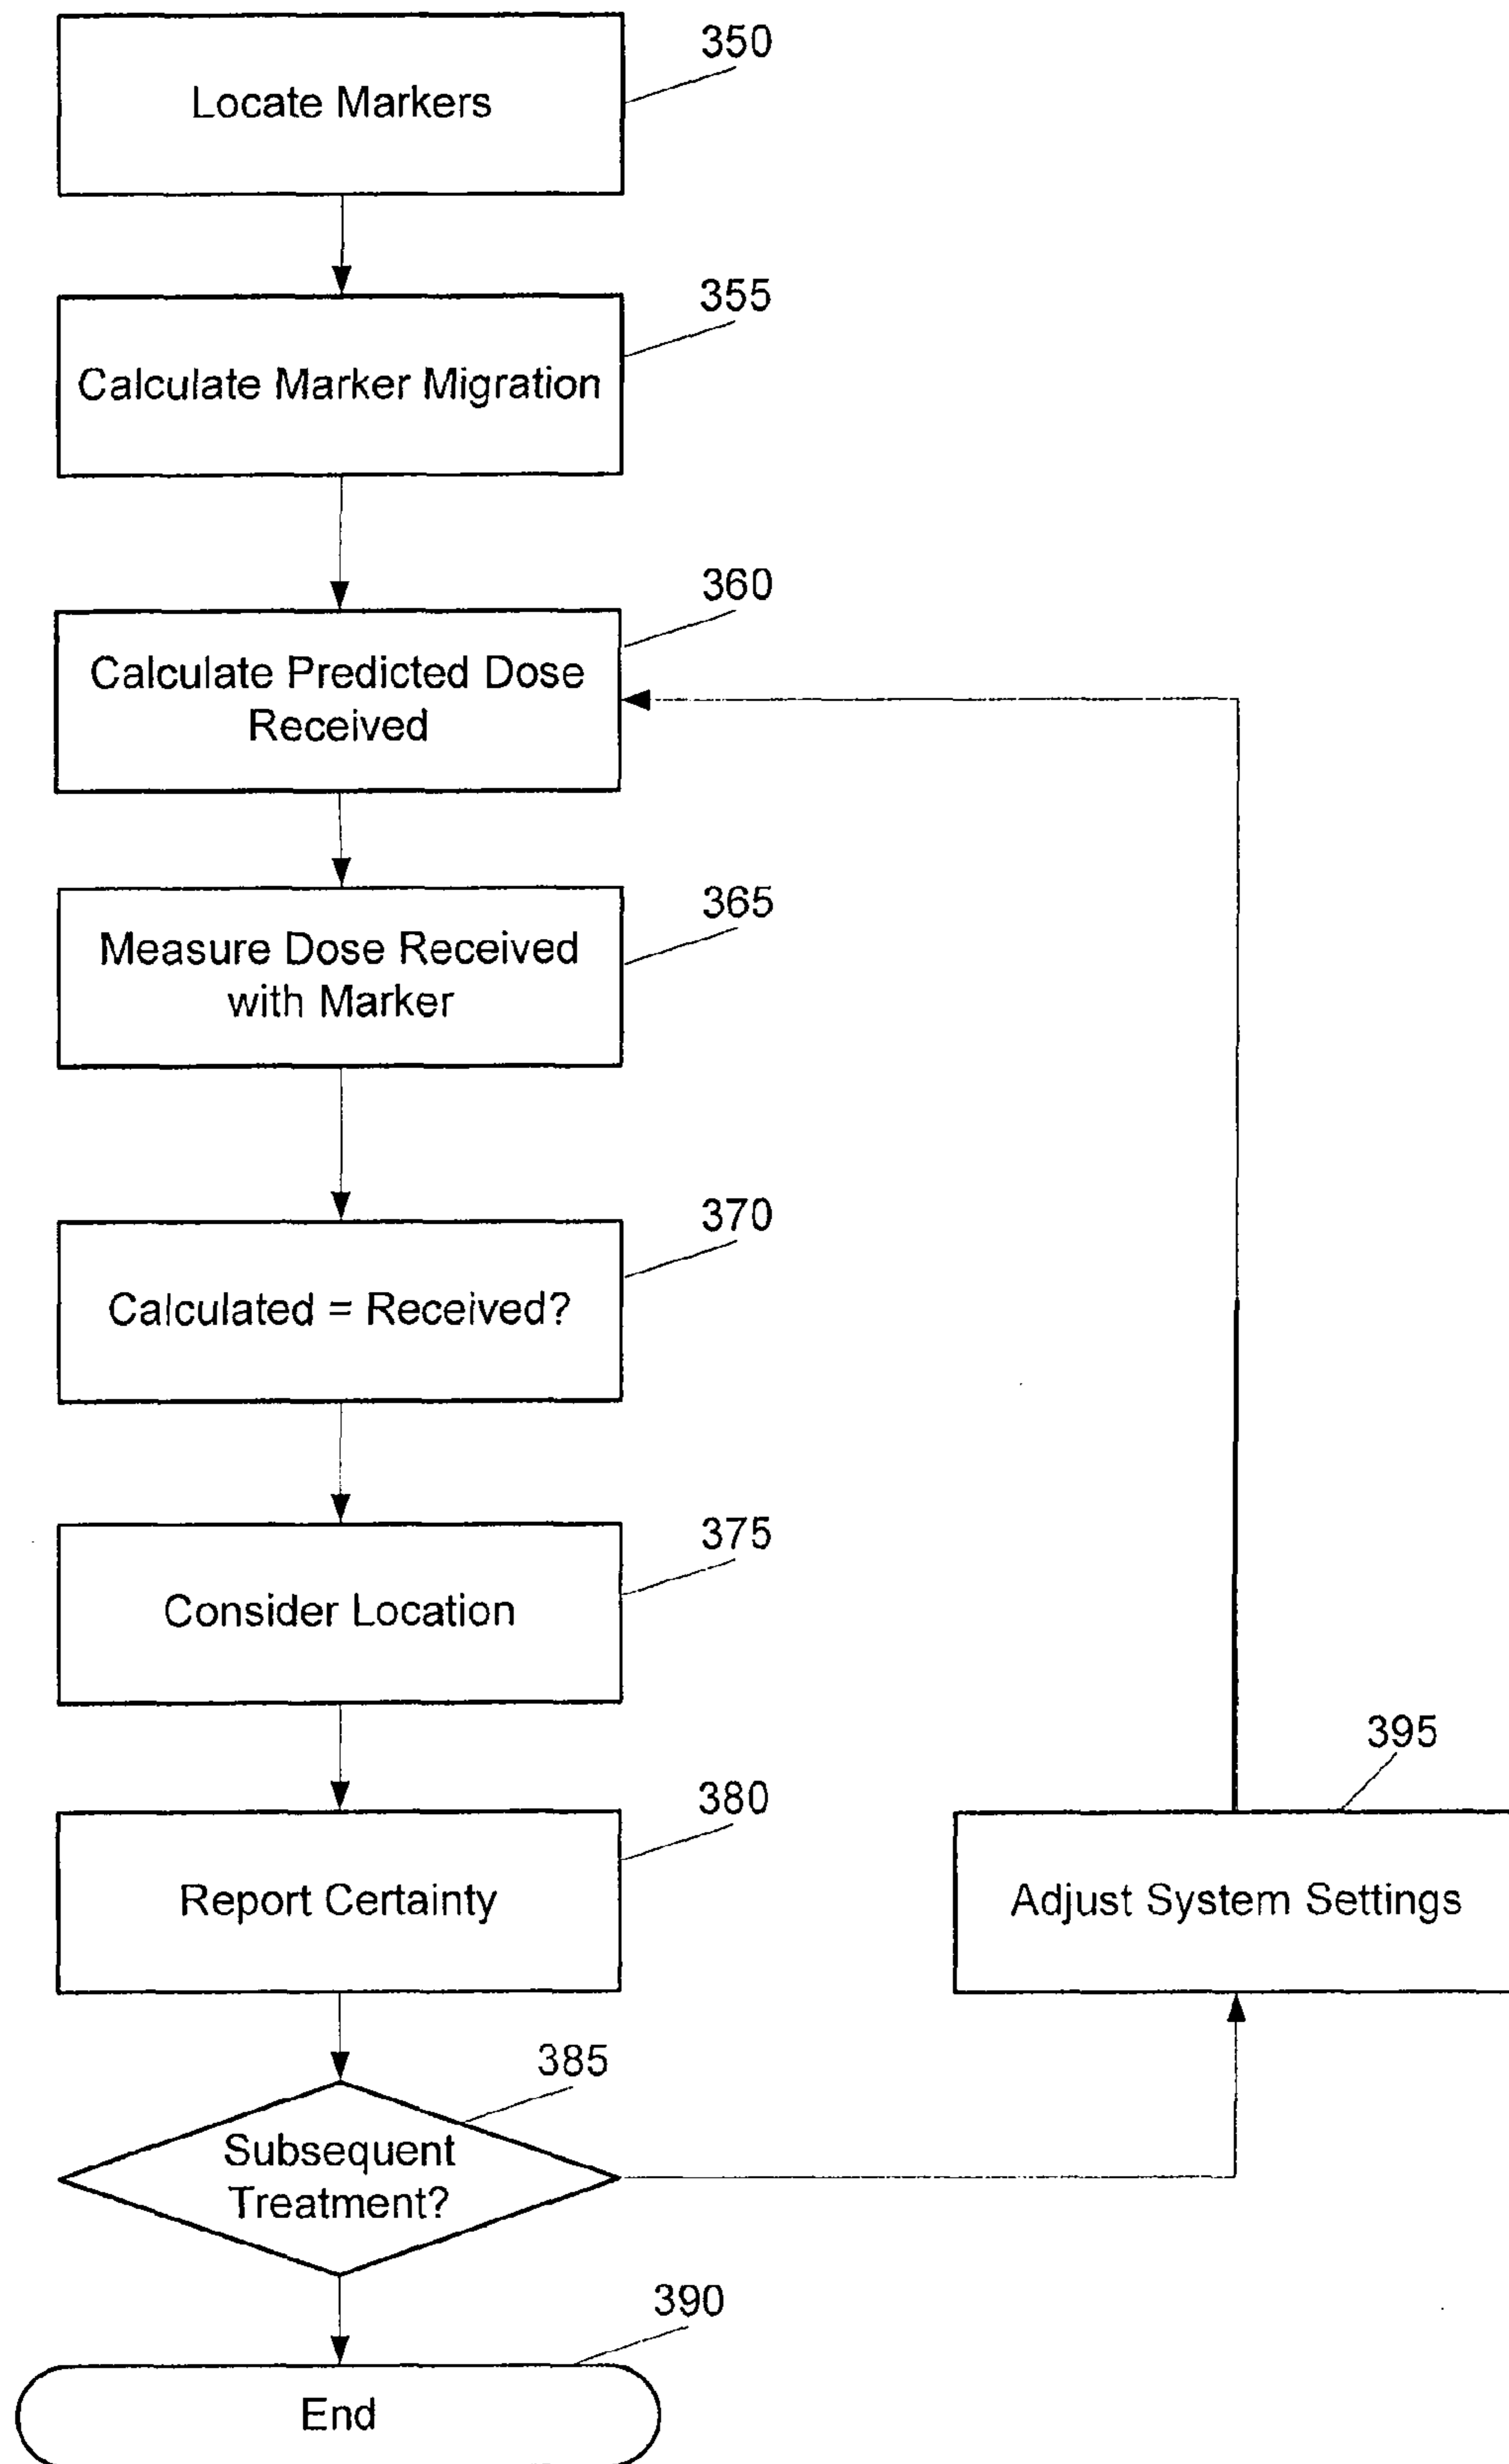 350
Locate Markers
355
Calculate Marker Migration
360
Calculate Predicted Dose
Received
365
Measure Dose Received
with Marker
370
Calculated = Received?
375
Consider Location
380
Report Certainty
395
Adjust System Settings
385
Subsequent
Treatment?
390
End